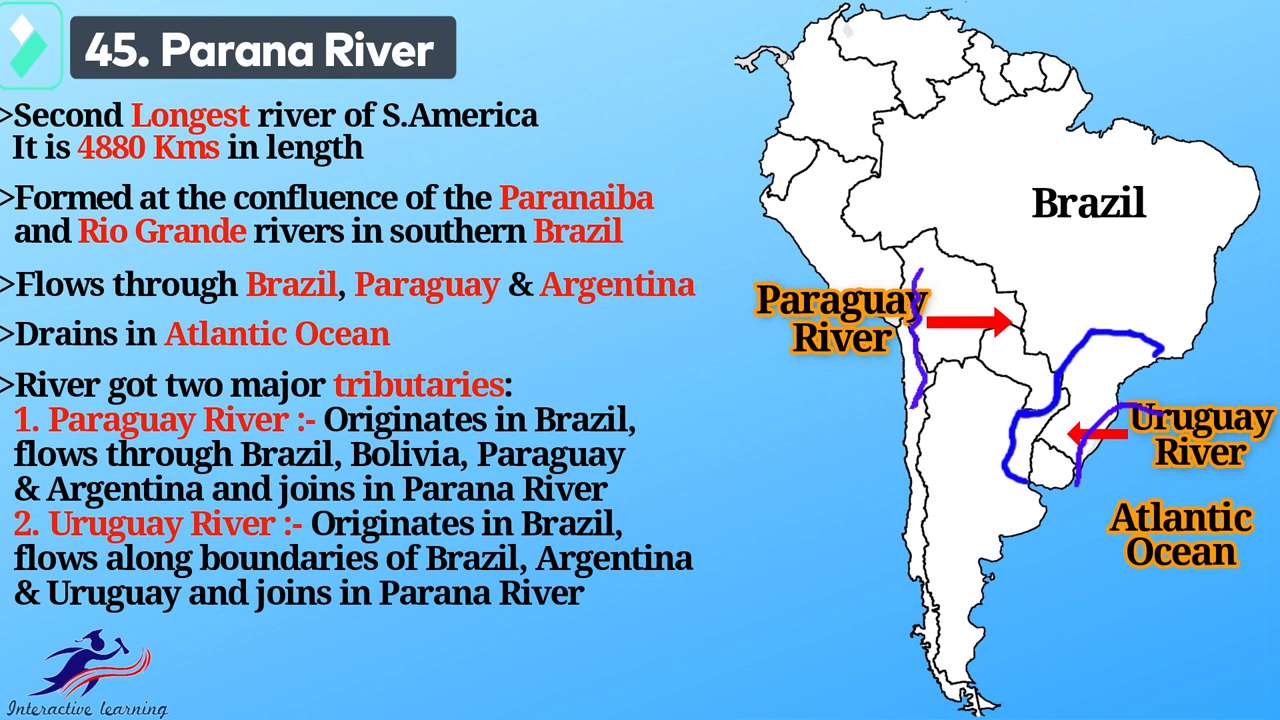 45. Parana River
>Second Longest river of S.America
It is 4880 Kms in length
>Formed at the confluence of the Paranaiba
and Rio Grande rivers in southern Brazil
>Flows through Brazil, Paraguay & Argentina
>Drains in Atlantic Ocean
>River got two major tributaries:
1. Paraguay River :- Originates in Brazil,
flows through Brazil, Bolivia, Paraguay
& Argentina and joins in Parana River
2. Uruguay River :- Originates in Brazil,
flows along boundaries of Brazil, Argentina
& Uruguay and joins in Parana River
Interactive learning
Brazil
Paraguay
River
Uruguay
River
Atlantic
Ocean